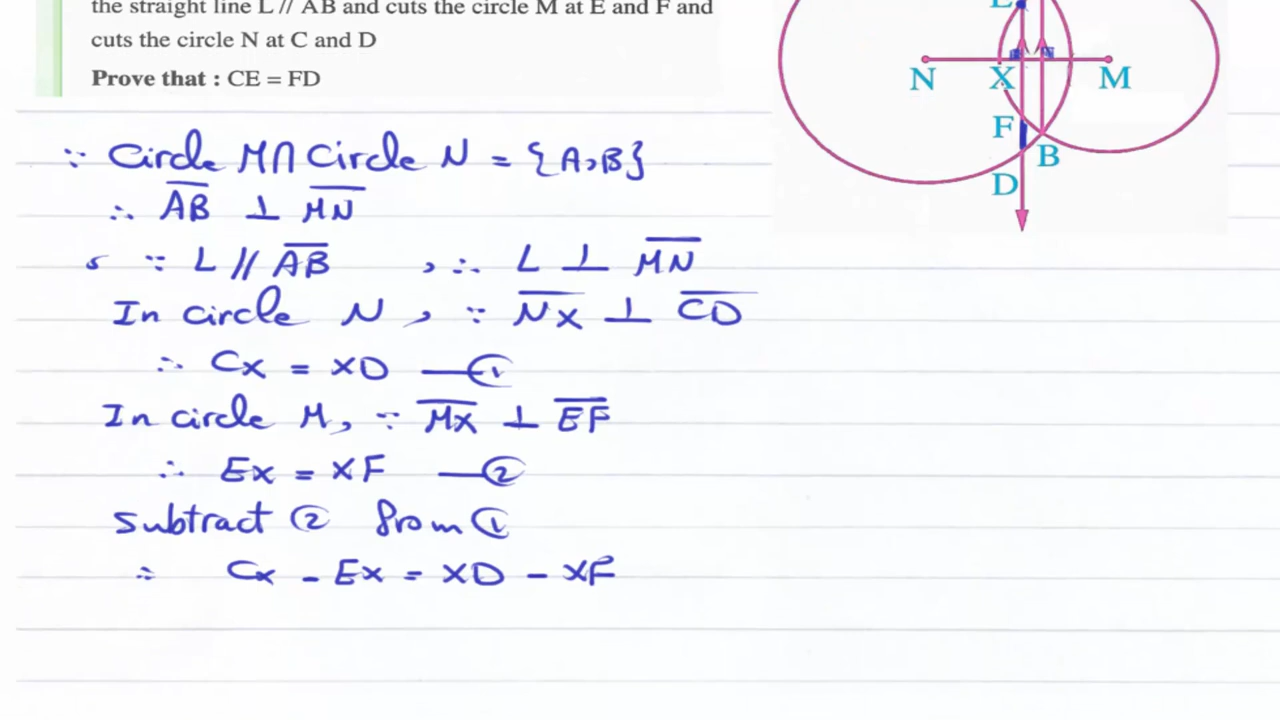 the straight line L // AB and cuts the circle M at E and F and
cuts the circle N at C and D
Prove that : CE = FD
E
N X M
F
B
D
∵ Circle M ∩ Circle N = {A, B}
∴ AB ⊥ MN
, ∵ L // AB , ∴ L ⊥ MN
In circle N, ∵ NX ⊥ CD
∴ CX = XD — ①
In circle M, ∵ MX ⊥ EF
∴ EX = XF — ②
subtract ② from ①
∴ CX - EX = XD - XF